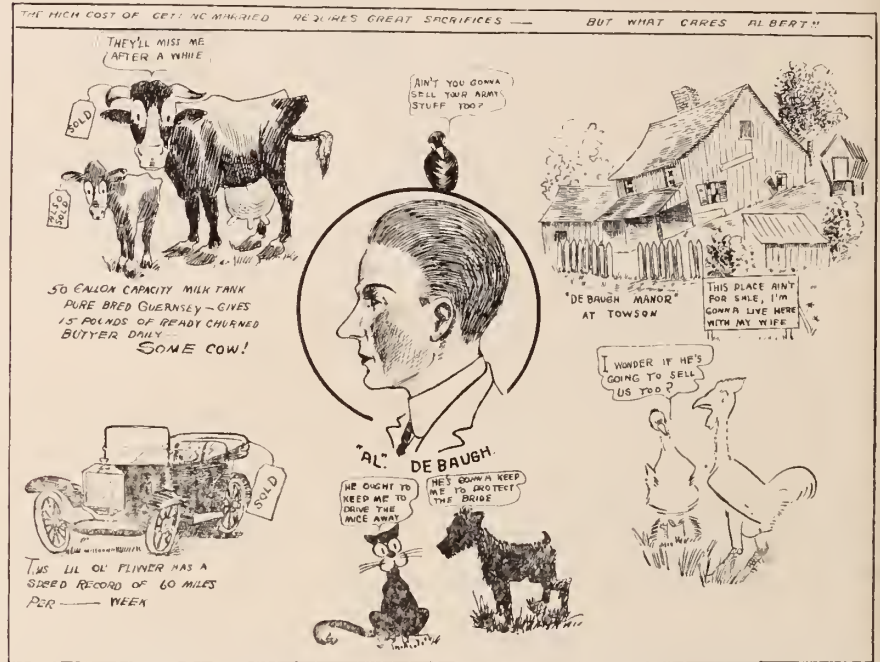 THE HIGH COST OF GETTING MARRIED REQUIRES GREAT SACRIFICES — BUT WHAT CARES ALBERT!!
THEY'LL MISS ME
AFTER A WHILE
SOLD
ALSO
SOLD
50 GALLON CAPACITY MILK TANK
PURE BRED GUERNSEY - GIVES
15 POUNDS OF READY CHURNED
BUTTER DAILY
SOME COW!
AIN'T YOU GONNA
SELL YOUR ARMY
STUFF TOO?
"DE BAUGH MANOR"
AT TOWSON
THIS PLACE AIN'T
FOR SALE, I'M
GONNA LIVE HERE
WITH MY WIFE
"AL". DE BAUGH.
I WONDER IF HE'S
GOING TO SELL
US TOO?
SOLD
THIS LIL OL' FLIVVER HAS A
SPEED RECORD OF 60 MILES
PER — WEEK
HE OUGHT TO
KEEP ME TO
DRIVE THE
MICE AWAY
HE'S GONNA KEEP
ME TO PROTECT
THE BRIDE